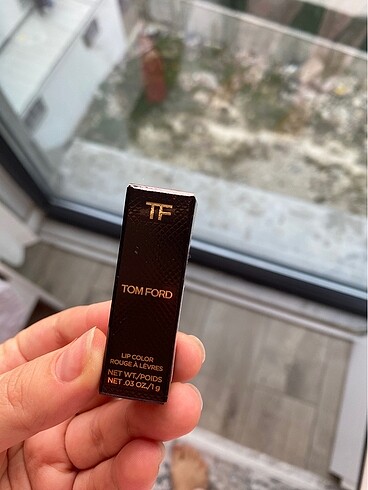 TF
TOM FORD
LIP COLOR
ROUGE À LÈVRES
NET WT./POIDS
NET .03 OZ./1 g